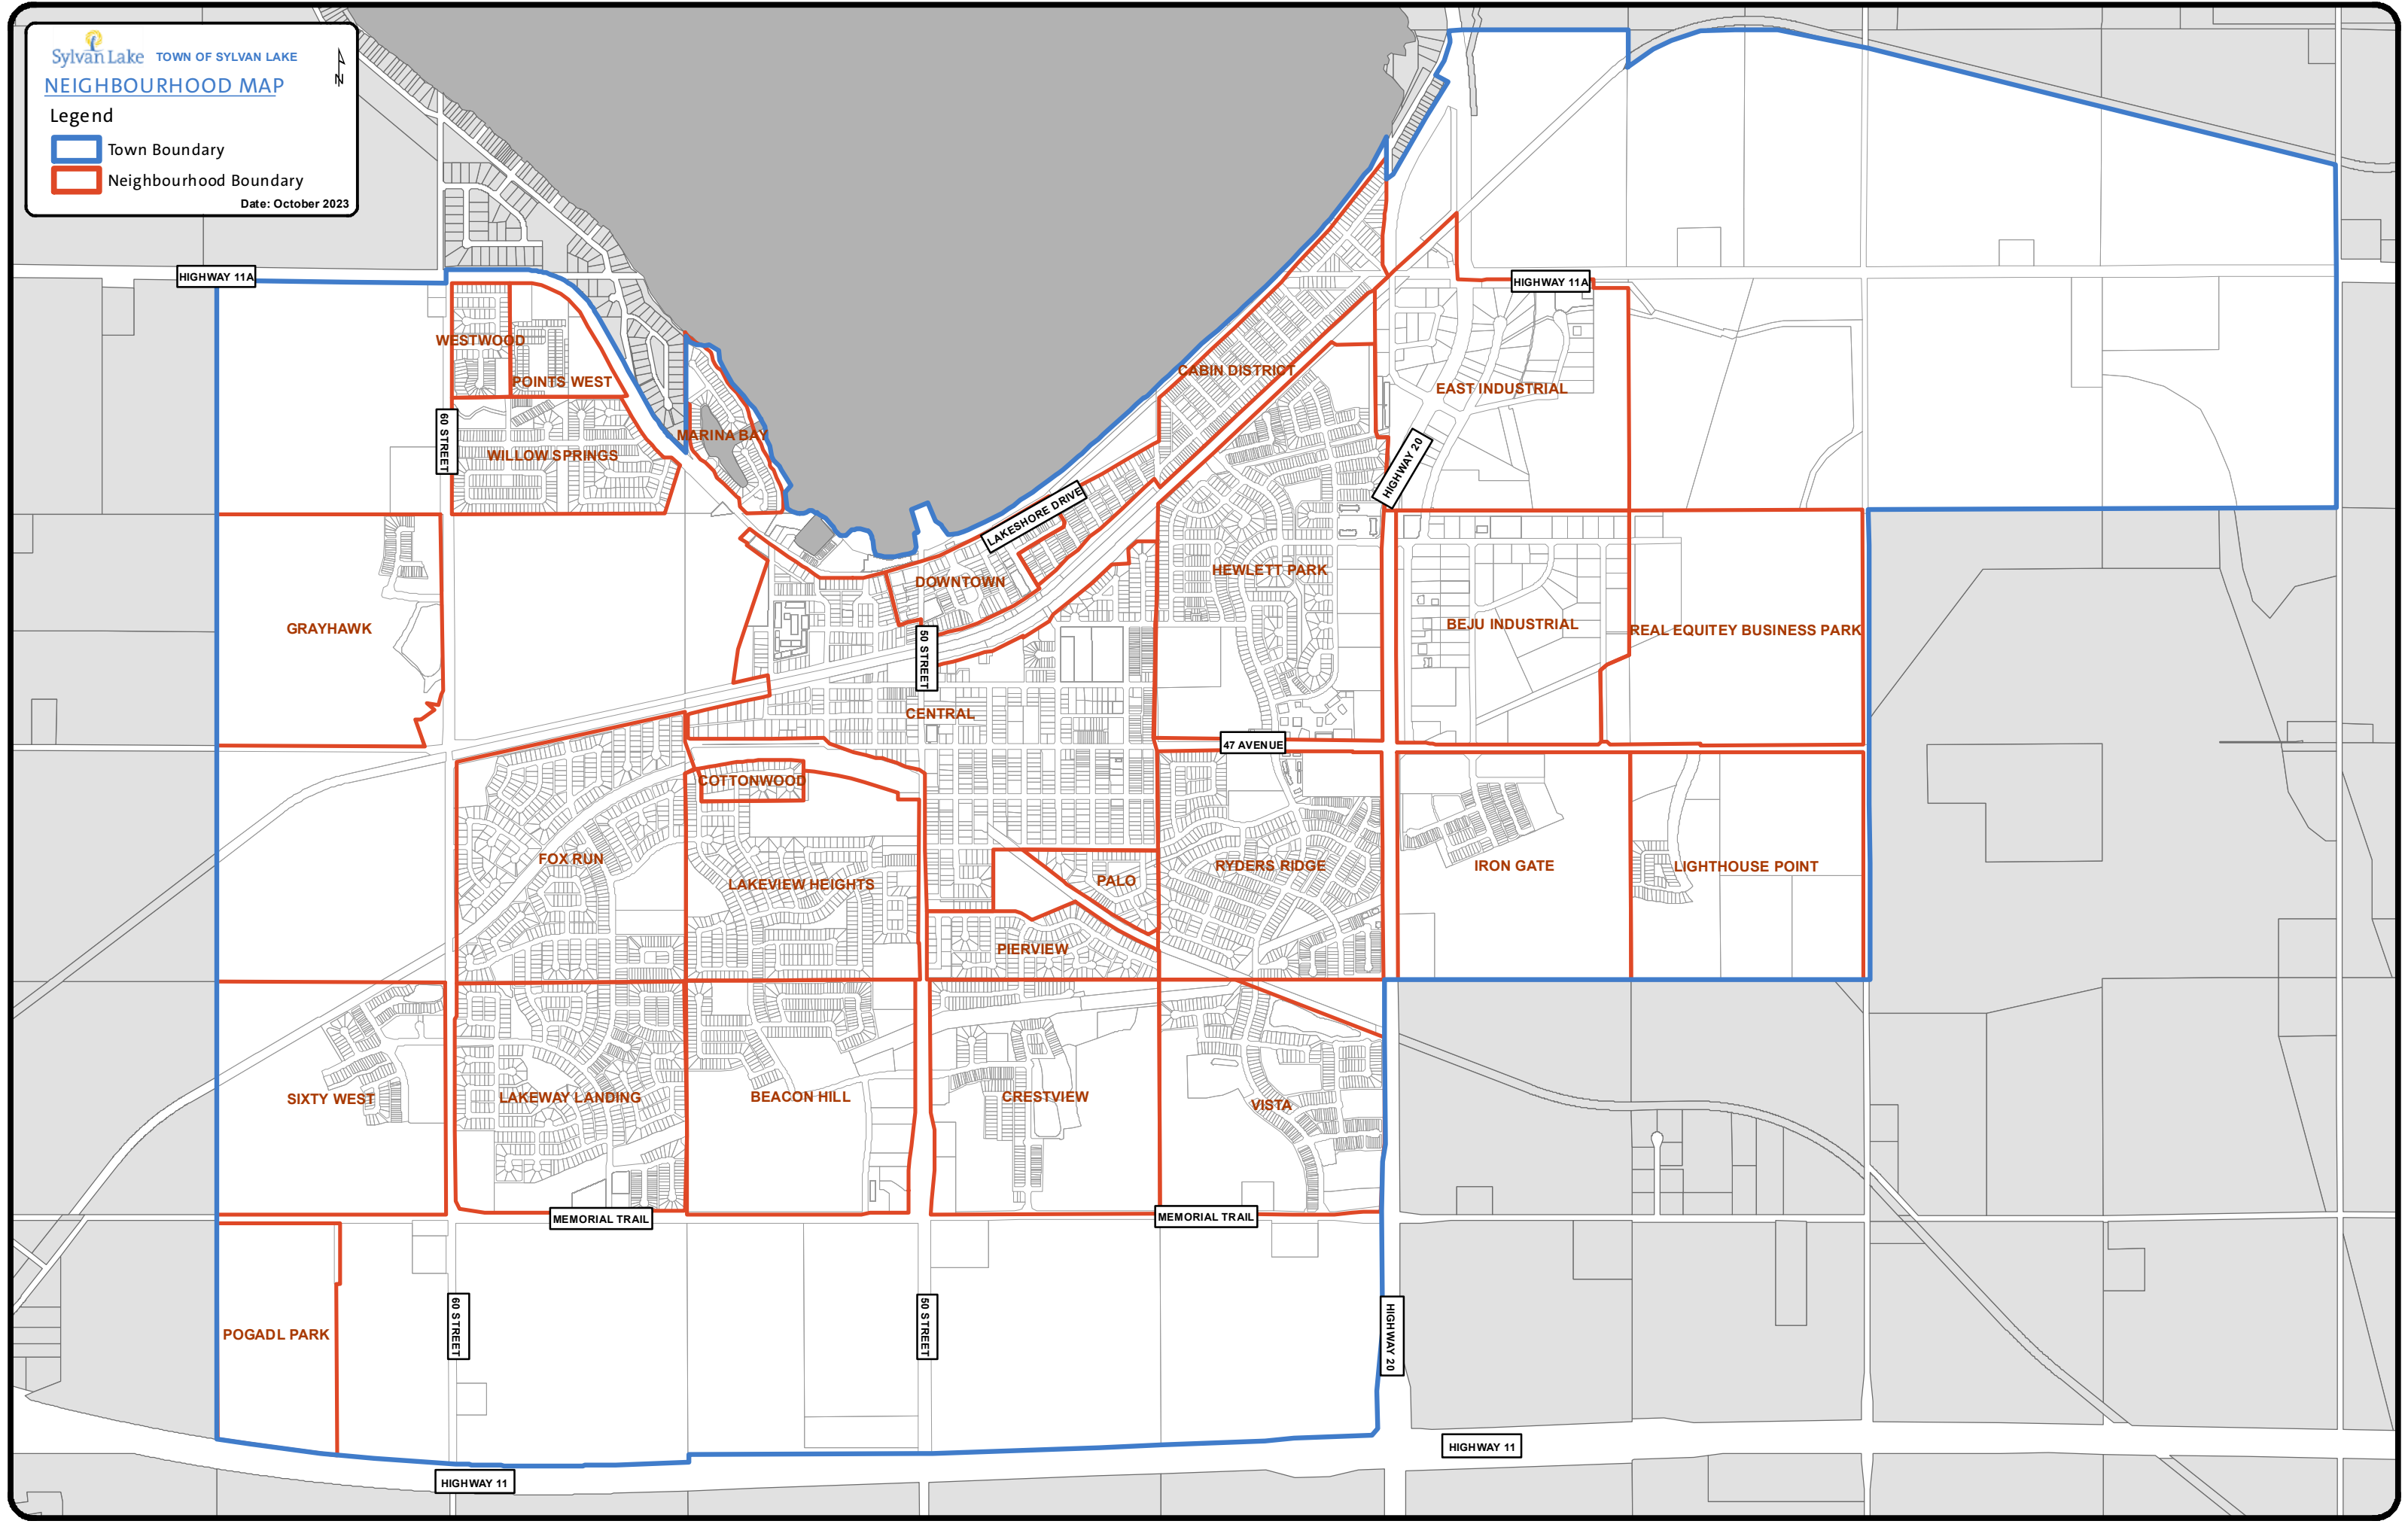 Sylvan Lake TOWN OF SYLVAN LAKE
NEIGHBOURHOOD MAP
N
Legend
Town Boundary
Neighbourhood Boundary
Date: October 2023
HIGHWAY 11A
HIGHWAY 11A
WESTWOOD
POINTS WEST
CABIN DISTRICT
EAST INDUSTRIAL
60 STREET
MARINA BAY
WILLOW SPRINGS
HIGHWAY 20
LAKESHORE DRIVE
DOWNTOWN
HEWLETT PARK
GRAYHAWK
BEJU INDUSTRIAL
REAL EQUITEY BUSINESS PARK
50 STREET
CENTRAL
47 AVENUE
COTTONWOOD
FOX RUN
LAKEVIEW HEIGHTS
PALO
RYDERS RIDGE
IRON GATE
LIGHTHOUSE POINT
PIERVIEW
SIXTY WEST
LAKEWAY LANDING
BEACON HILL
CRESTVIEW
VISTA
MEMORIAL TRAIL
MEMORIAL TRAIL
POGADL PARK
60 STREET
50 STREET
HIGHWAY 20
HIGHWAY 11
HIGHWAY 11